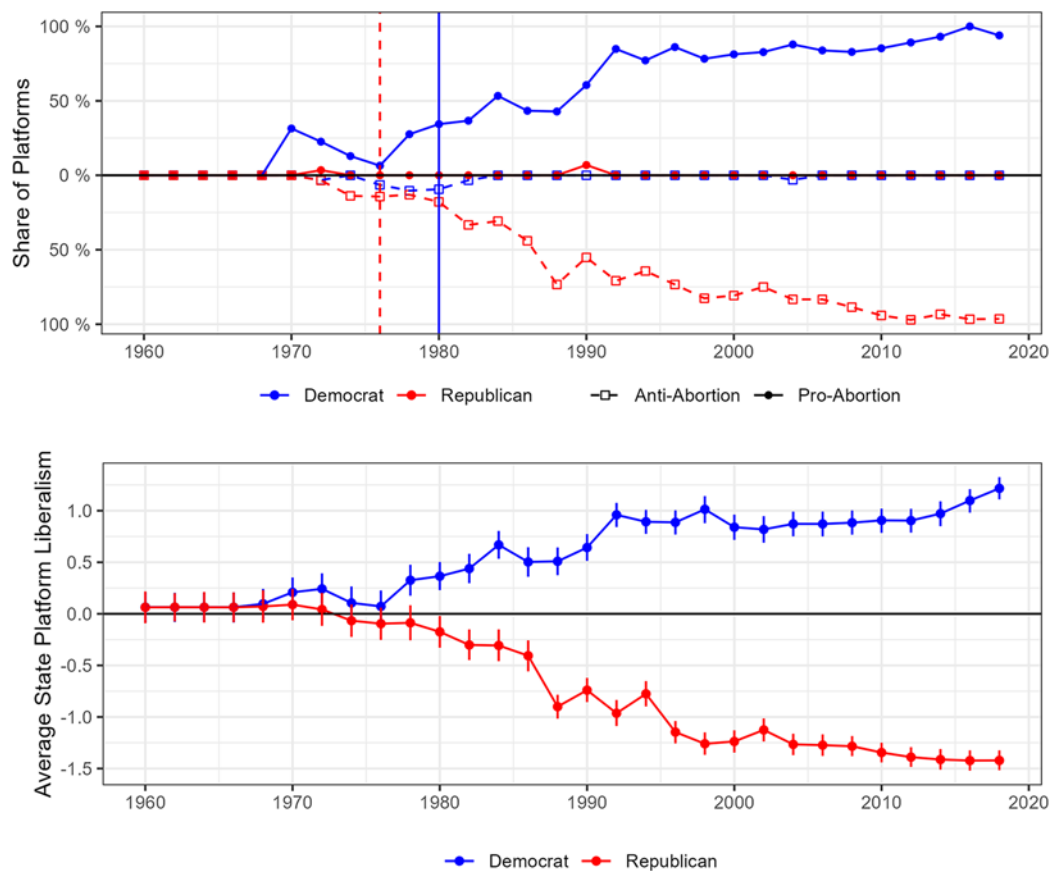 100 %
50 %
0 %
50 %
100 %
Share of Platforms
1960 1970 1980 1990 2000 2010 2020
Democrat Republican Anti-Abortion Pro-Abortion
1.0
0.5
0.0
-0.5
-1.0
-1.5
Average State Platform Liberalism
1960 1970 1980 1990 2000 2010 2020
Democrat Republican